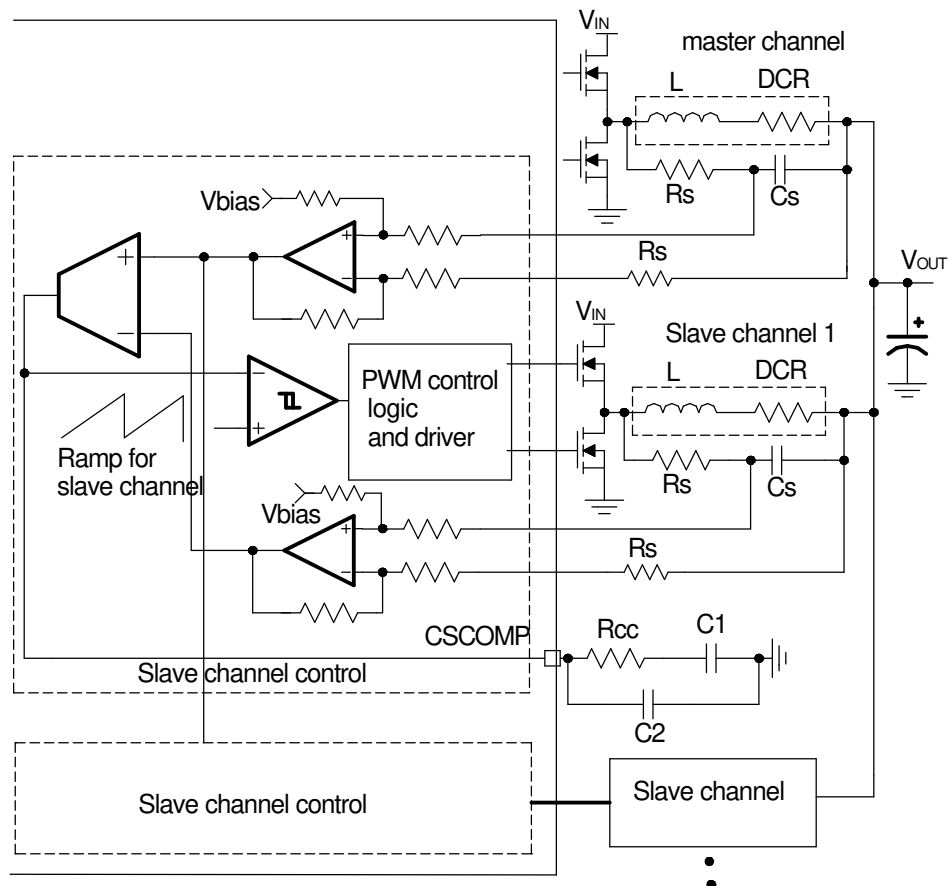 VIN
master channel
L
DCR
Rs
Cs
Vbias
+
−
Rs
VOUT
+
+
−
VIN
Slave channel 1
L
DCR
−
+
PWM control
logic
and driver
Ramp for
slave channel
Rs
Cs
Vbias
+
−
Rs
CSCOMP
Rcc
C1
C2
Slave channel control
Slave channel control
Slave channel